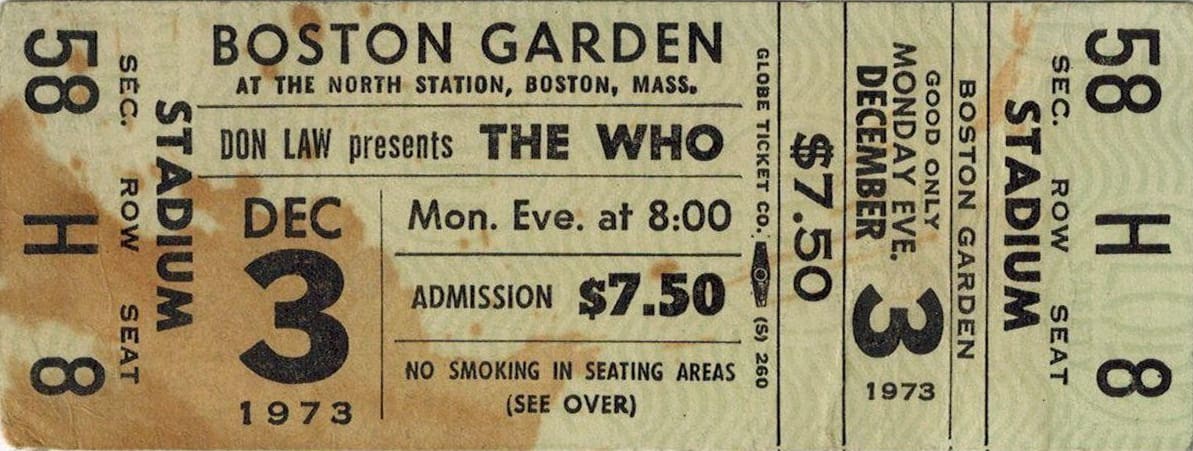 58 H 8
SEC. ROW SEAT
STADIUM
BOSTON GARDEN
AT THE NORTH STATION, BOSTON, MASS.
DON LAW presents THE WHO
DEC
3
1973
Mon. Eve. at 8:00
ADMISSION $7.50
NO SMOKING IN SEATING AREAS
(SEE OVER)
GLOBE TICKET CO. (S) 260
$7.50
DECEMBER 3
MONDAY EVE.
GOOD ONLY
1973
BOSTON GARDEN
STADIUM
SEC. ROW SEAT
58 H 8